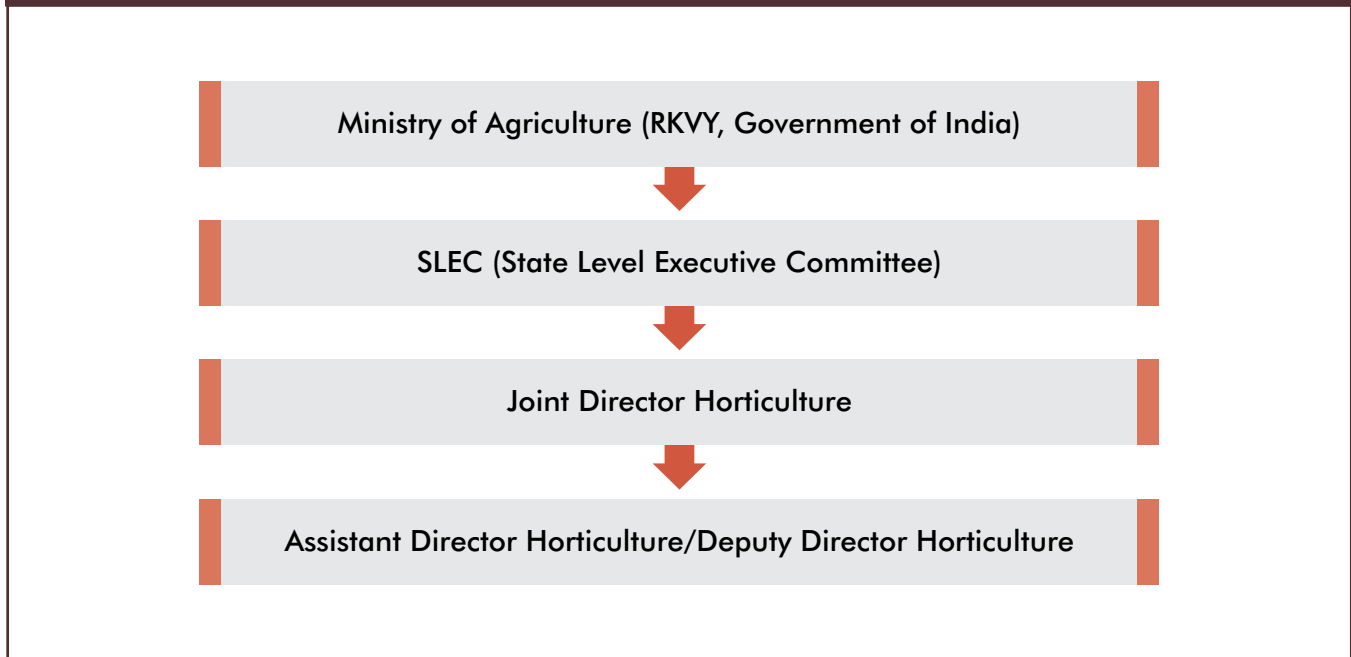 Ministry of Agriculture (RKVY, Government of India)
SLEC (State Level Executive Committee)
Joint Director Horticulture
Assistant Director Horticulture/Deputy Director Horticulture